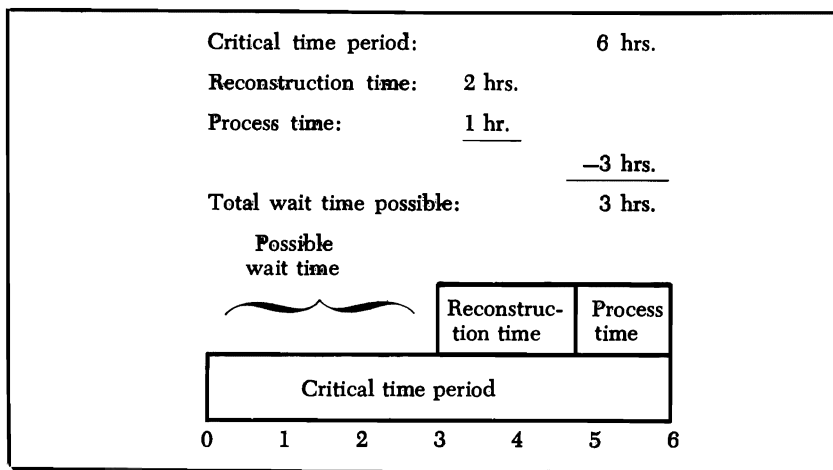 Critical time period: 6 hrs.
Reconstruction time: 2 hrs.
Process time: 1 hr.
—3 hrs.
Total wait time possible: 3 hrs.
Possible
wait time
Reconstruc-
tion time
Process
time
Critical time period
0 1 2 3 4 5 6